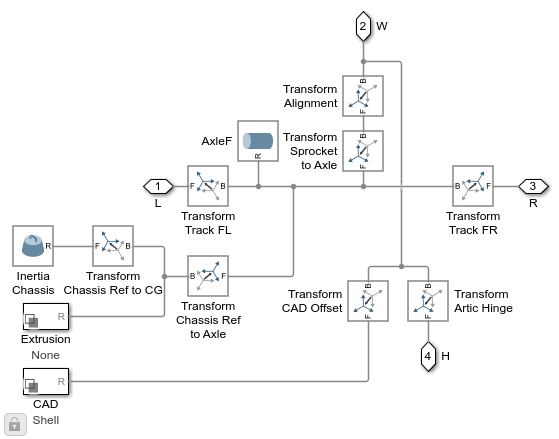 2 W
B
Transform
Alignment
F
AxleF
R
B
Transform
Sprocket
to Axle
F
1
L
F B
Transform
Track FL
B F
Transform
Track FR
3
R
R
Inertia
Chassis
F B
Transform
Chassis Ref to CG
B F
Transform
Chassis Ref
to Axle
R
Extrusion
None
B
Transform
CAD Offset
F
B
Transform
Artic Hinge
F
4 H
R
CAD
Shell